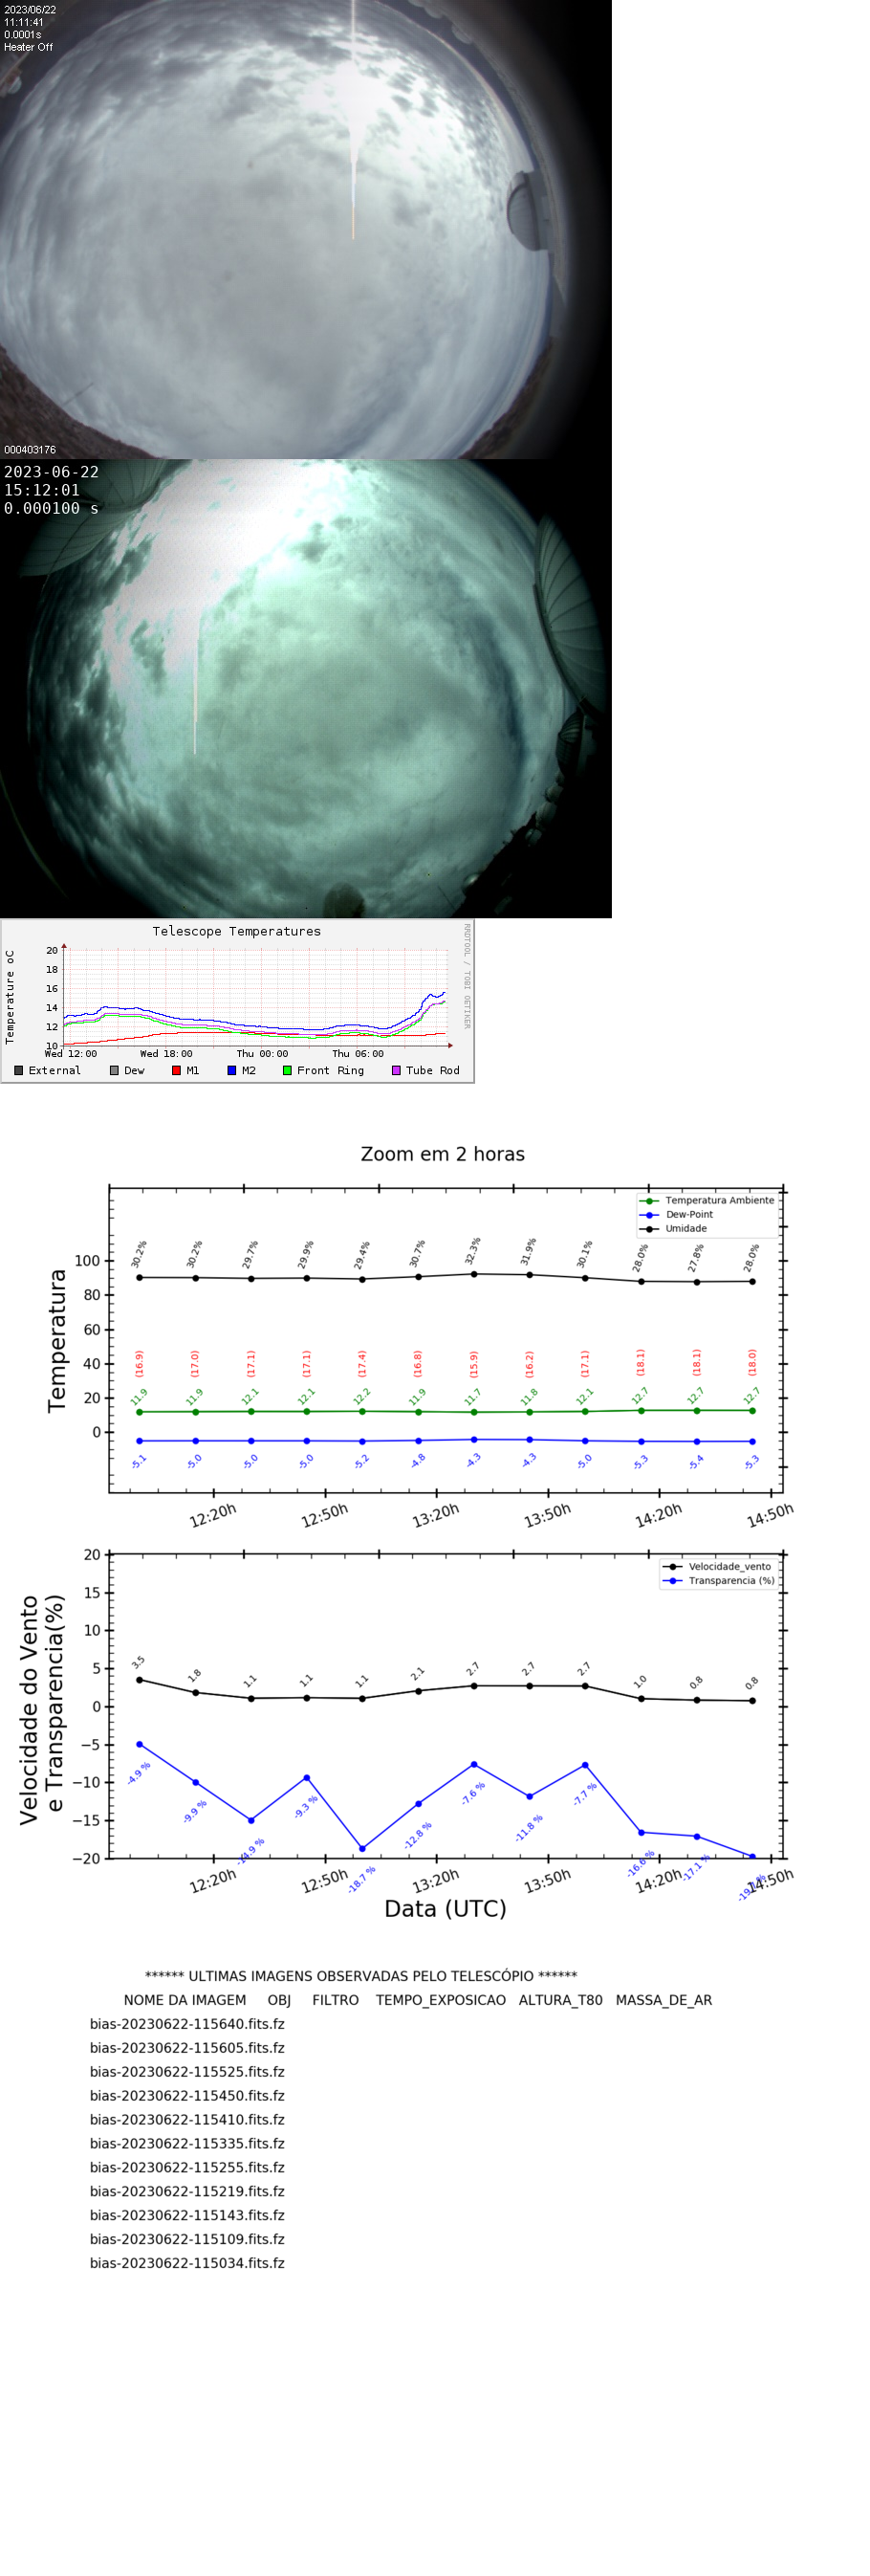 2023/06/22
11:11:41
0.0001s
Heater Off
000403176
2023-06-22
15:12:01
0.000100 s
Telescope Temperatures
RRDTOOL / TOBI OETIKER
Temperature oC
20
18
16
14
12
10
Wed 12:00 Wed 18:00 Thu 00:00 Thu 06:00
External Dew M1 M2 Front Ring Tube Rod
Zoom em 2 horas
Temperatura Ambiente
Dew-Point
Umidade
Temperatura
100
80
60
40
20
0
30.2% 30.2% 29.7% 29.9% 29.4% 30.7% 32.3% 31.9% 30.1% 28.0% 27.8% 28.0%
(16.9) (17.0) (17.1) (17.1) (17.4) (16.8) (15.9) (16.2) (17.1) (18.1) (18.1) (18.0)
11.9 11.9 12.1 12.1 12.2 11.9 11.7 11.8 12.1 12.7 12.7 12.7
-5.1 -5.0 -5.0 -5.0 -5.2 -4.8 -4.3 -4.3 -5.0 -5.3 -5.4 -5.3
12:20h 12:50h 13:20h 13:50h 14:20h 14:50h
Velocidade_vento
Transparencia (%)
Velocidade do Vento
e Transparencia(%)
20
15
10
5
0
−5
−10
−15
−20
3.5 1.8 1.1 1.1 1.1 2.1 2.7 2.7 2.7 1.0 0.8 0.8
-4.9 % -9.9 % -14.9 % -9.3 % -18.7 % -12.8 % -7.6 % -11.8 % -7.7 % -16.6 % -17.1 %
12:20h 12:50h 13:20h 13:50h 14:20h 14:50h
Data (UTC)
****** ULTIMAS IMAGENS OBSERVADAS PELO TELESCÓPIO ******
NOME DA IMAGEM OBJ FILTRO TEMPO_EXPOSICAO ALTURA_T80 MASSA_DE_AR
bias-20230622-115640.fits.fz
bias-20230622-115605.fits.fz
bias-20230622-115525.fits.fz
bias-20230622-115450.fits.fz
bias-20230622-115410.fits.fz
bias-20230622-115335.fits.fz
bias-20230622-115255.fits.fz
bias-20230622-115219.fits.fz
bias-20230622-115143.fits.fz
bias-20230622-115109.fits.fz
bias-20230622-115034.fits.fz